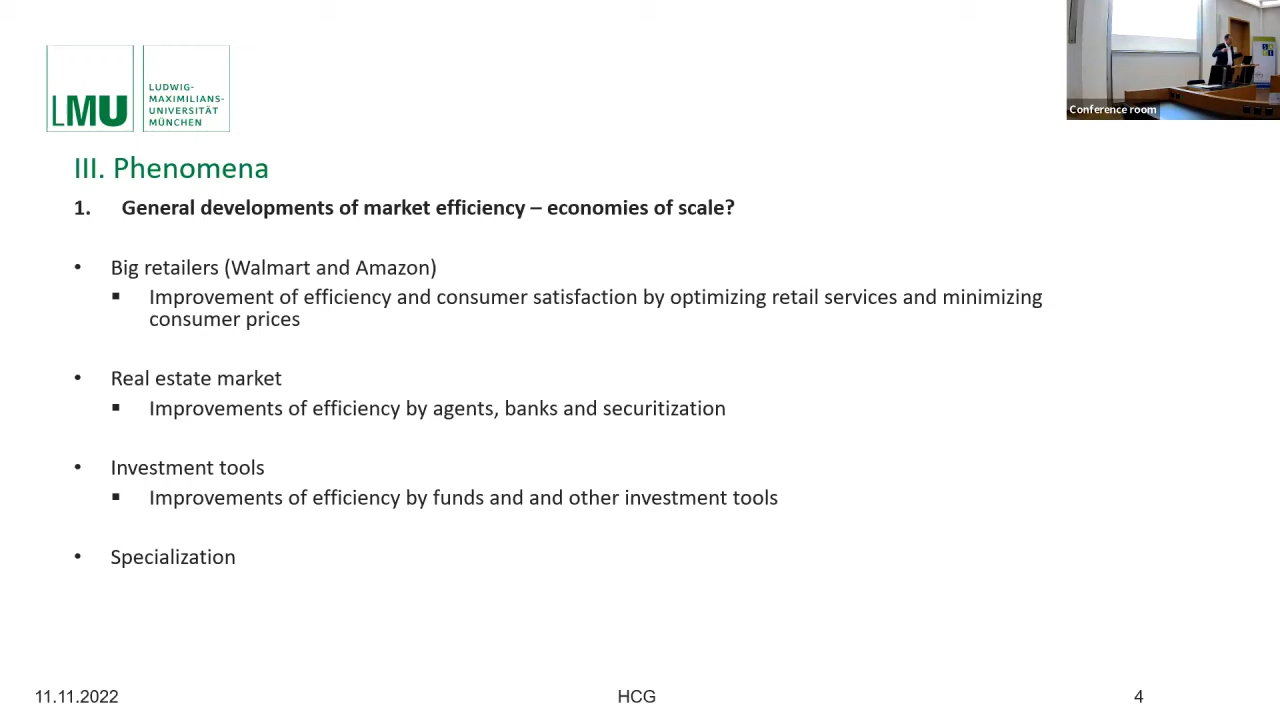 LMU
LUDWIG-
MAXIMILIANS-
UNIVERSITÄT
MÜNCHEN
Conference room
III. Phenomena
1. General developments of market efficiency – economies of scale?
• Big retailers (Walmart and Amazon)
▪ Improvement of efficiency and consumer satisfaction by optimizing retail services and minimizing
consumer prices
• Real estate market
▪ Improvements of efficiency by agents, banks and securitization
• Investment tools
▪ Improvements of efficiency by funds and and other investment tools
• Specialization
11.11.2022
HCG
4